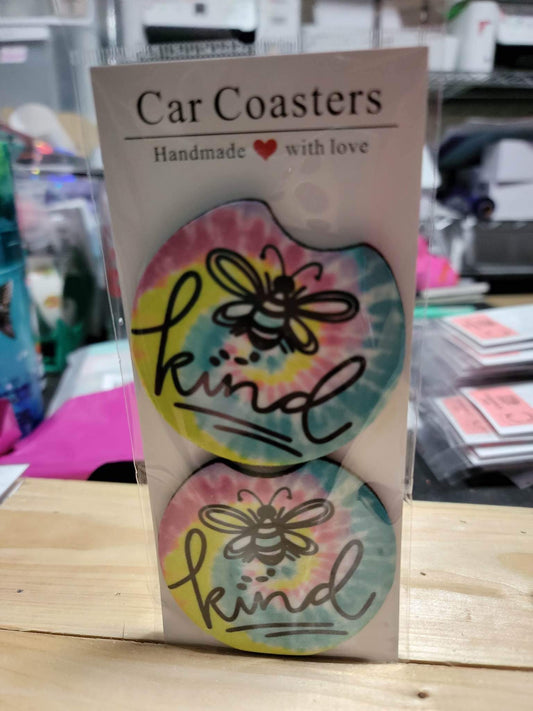 Car Coasters
Handmade ❤ with love
kind
kind